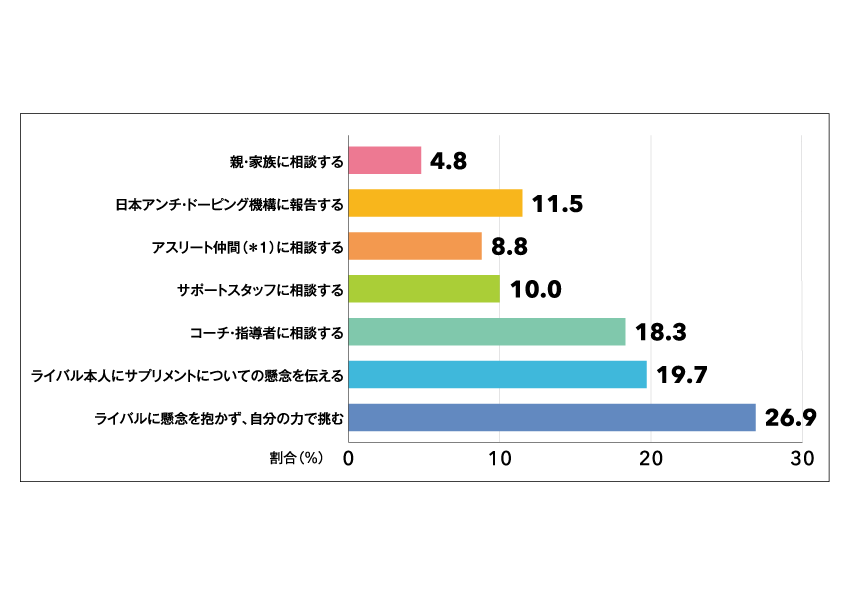 親・家族に相談する 4.8
日本アンチ・ドーピング機構に報告する 11.5
アスリート仲間(＊1)に相談する 8.8
サポートスタッフに相談する 10.0
コーチ・指導者に相談する 18.3
ライバル本人にサプリメントについての懸念を伝える 19.7
ライバルに懸念を抱かず、自分の力で挑む 26.9
割合(%) 0 10 20 30